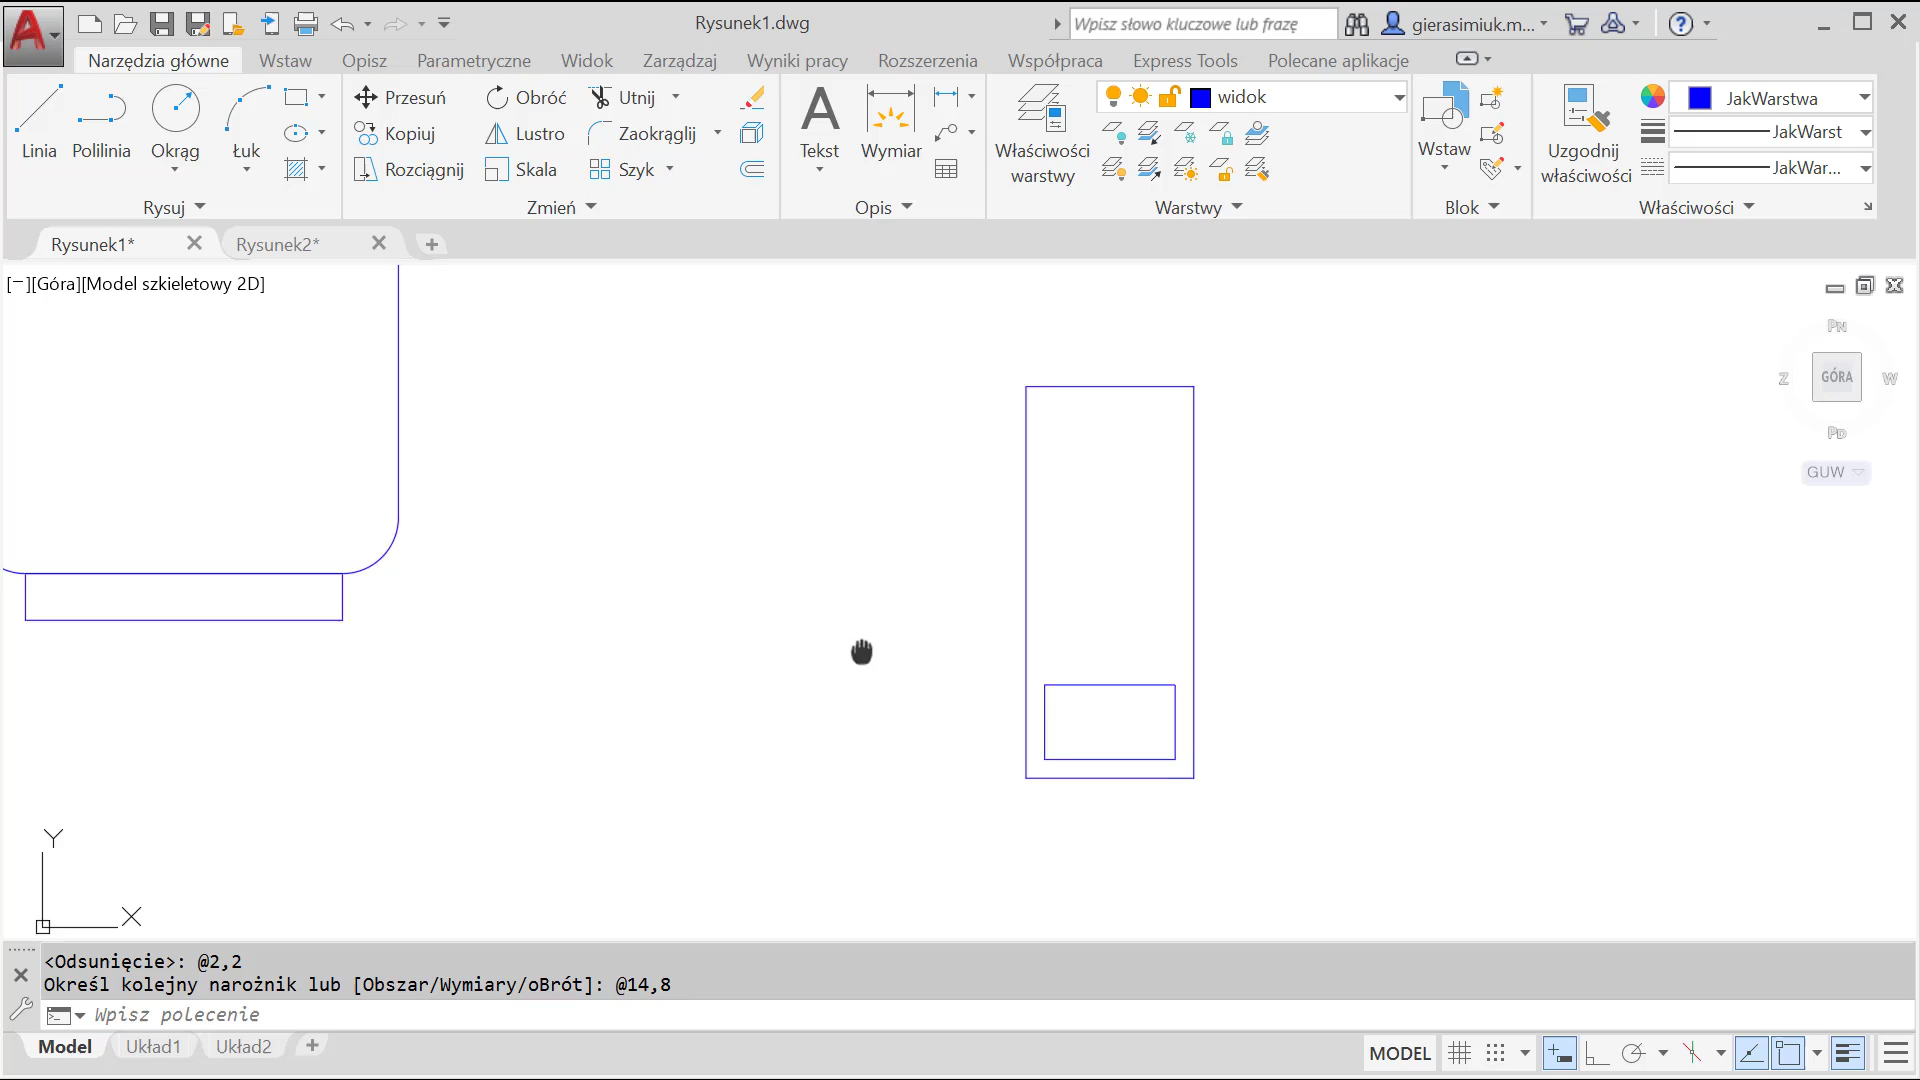 Rysunek1.dwg
Wpisz słowo kluczowe lub frazę
gierasimiuk.m...
Narzędzia główne Wstaw Opisz Parametryczne Widok Zarządzaj Wyniki pracy Rozszerzenia Współpraca Express Tools Polecane aplikacje
Linia Polilinia Okrąg Łuk
Rysuj
Przesuń Obróć Utnij
Kopiuj Lustro Zaokrąglij
Rozciągnij Skala Szyk
Zmień
Tekst Wymiar
Opis
Właściwości
warstwy
widok
Warstwy
Wstaw
Blok
Uzgodnij
właściwości
JakWarstwa
JakWarst
JakWar...
Właściwości
Rysunek1* Rysunek2*
[−][Góra][Model szkieletowy 2D]
PN
Z GÓRA W
PD
GUW
Y
X
<Odsunięcie>: @2,2
Określ kolejny narożnik lub [Obszar/Wymiary/oBrót]: @14,8
Wpisz polecenie
Model Układ1 Układ2 +
MODEL